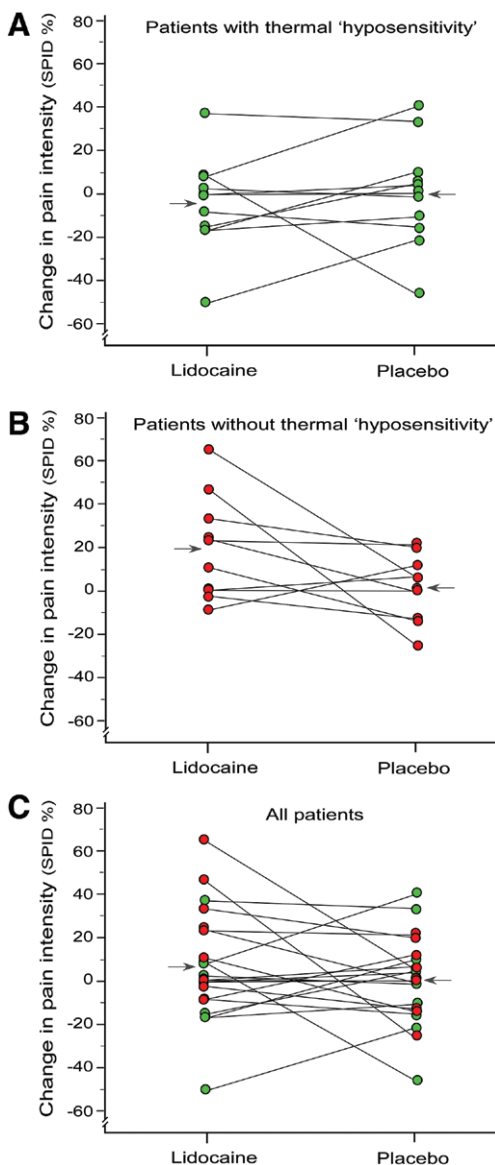 A
Patients with thermal ‘hyposensitivity’
Change in pain intensity (SPID %)
80
60
40
20
0
-20
-40
-60
Lidocaine Placebo
B
Patients without thermal ‘hyposensitivity’
Change in pain intensity (SPID %)
80
60
40
20
0
-20
-40
-60
Lidocaine Placebo
C
All patients
Change in pain intensity (SPID %)
80
60
40
20
0
-20
-40
-60
Lidocaine Placebo